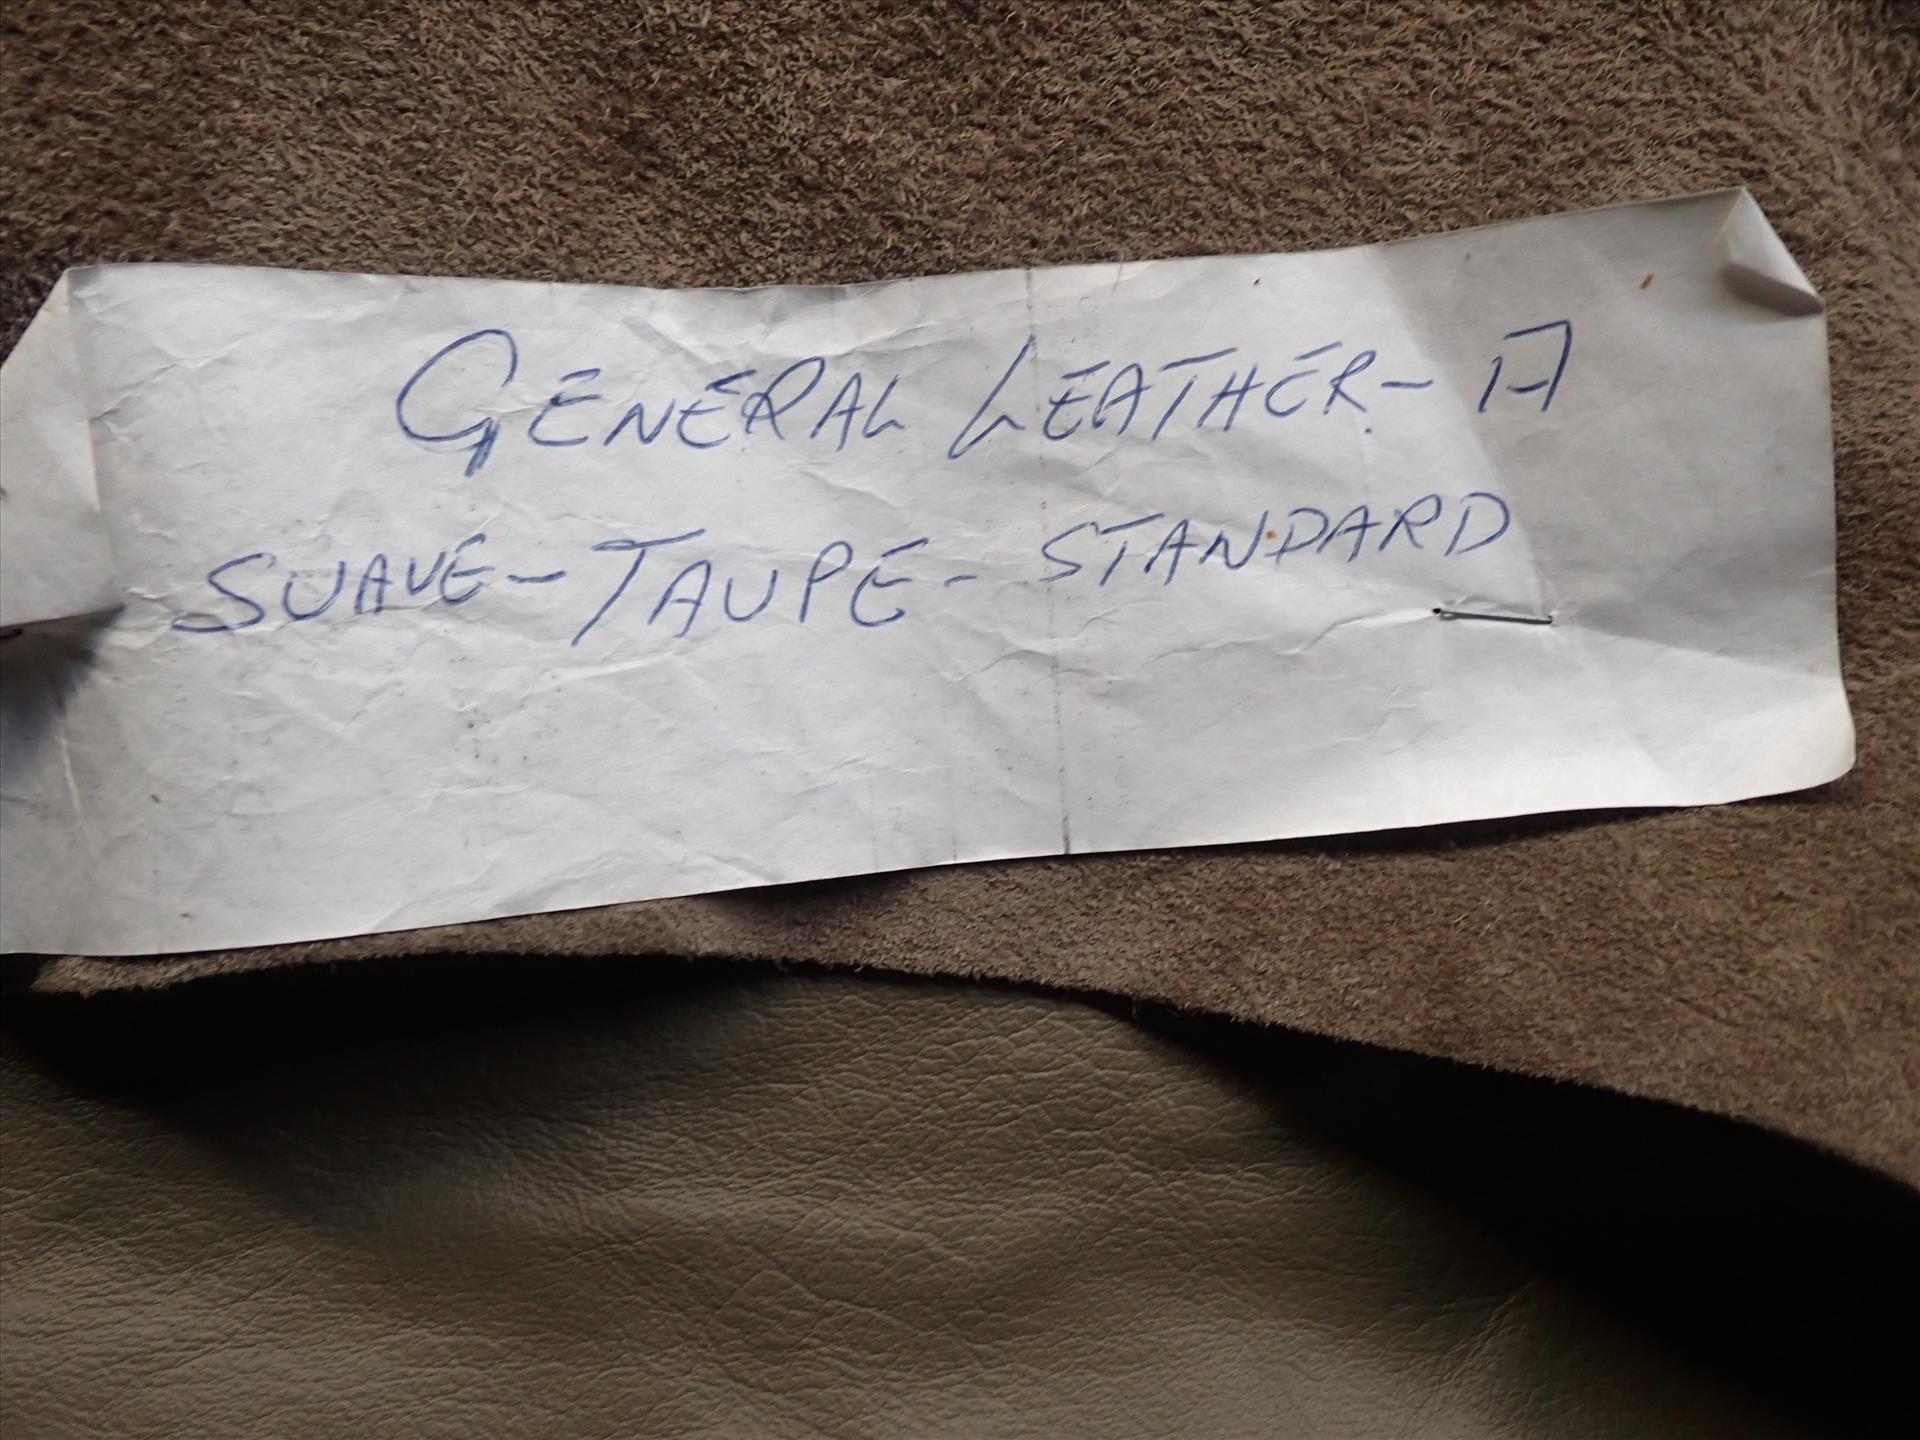 GENERAL LEATHER - A
SUAVE - TAUPE - STANDARD